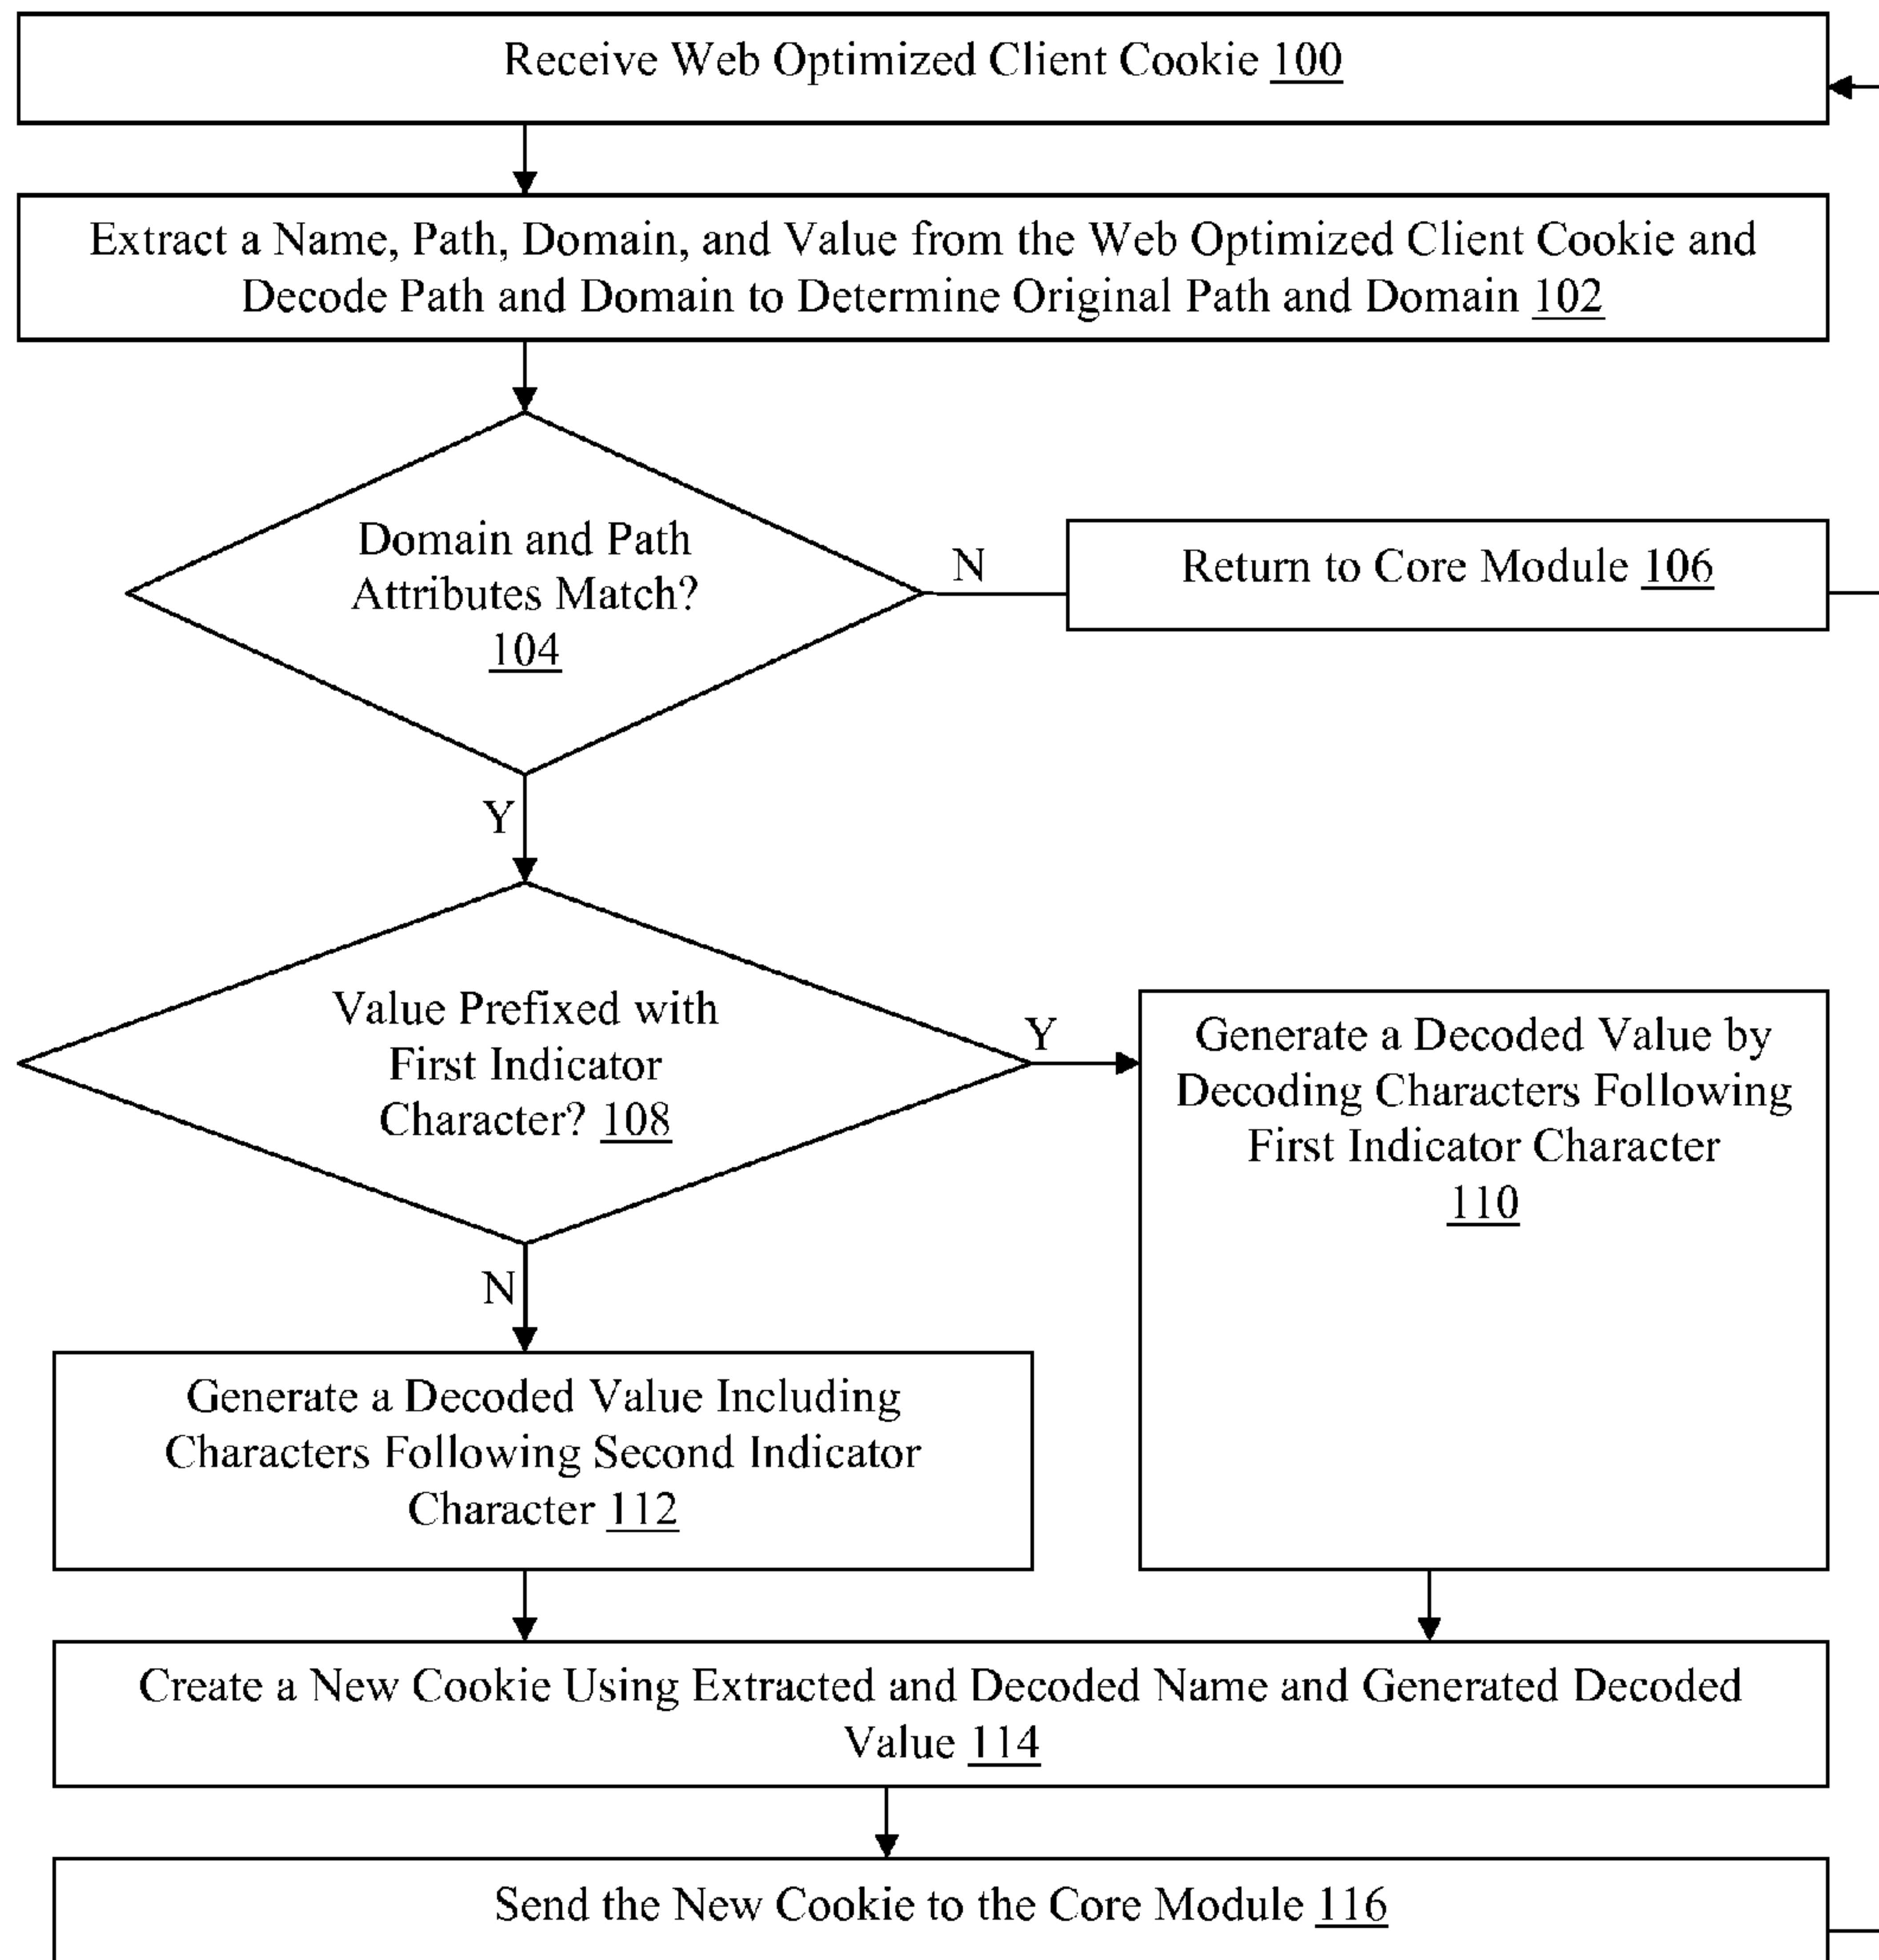 Receive Web Optimized Client Cookie 100
Extract a Name, Path, Domain, and Value from the Web Optimized Client Cookie and
Decode Path and Domain to Determine Original Path and Domain 102
Domain and Path
Attributes Match?
104
N
Return to Core Module 106
Y
Value Prefixed with
First Indicator
Character? 108
Y
Generate a Decoded Value by
Decoding Characters Following
First Indicator Character
110
N
Generate a Decoded Value Including
Characters Following Second Indicator
Character 112
Create a New Cookie Using Extracted and Decoded Name and Generated Decoded
Value 114
Send the New Cookie to the Core Module 116